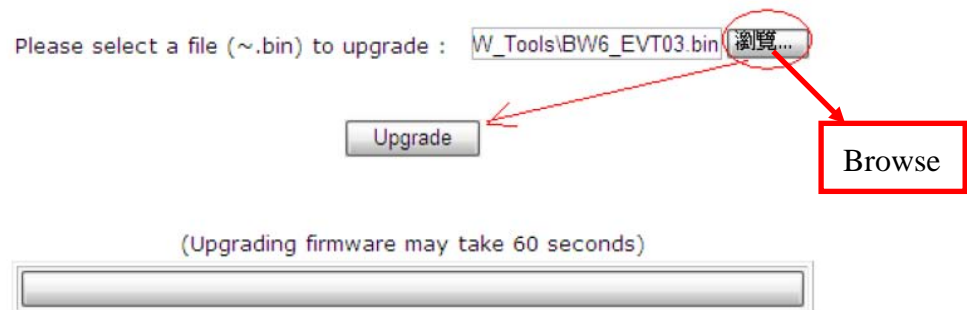 Please select a file (~.bin) to upgrade : W_Tools\BW6_EVT03.bin 瀏覽...
Upgrade
Browse
(Upgrading firmware may take 60 seconds)